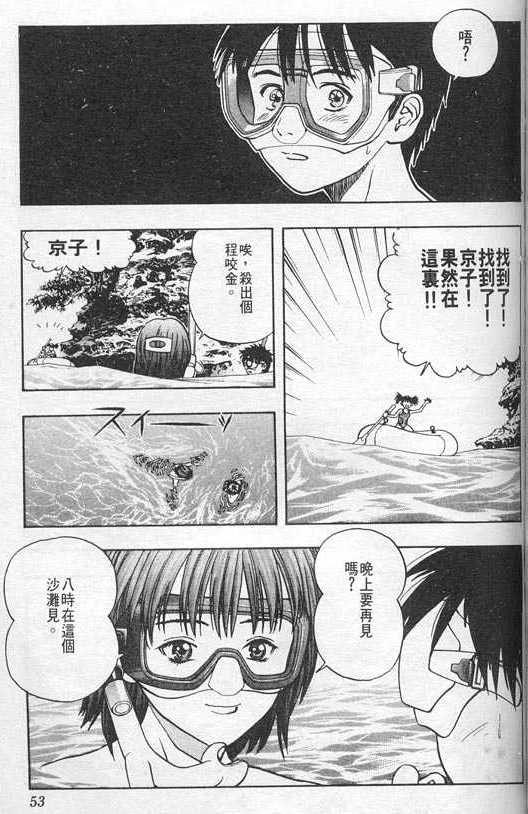 唔?
找到了!
找到了!
京子!
果然在
這裏!!
唉，殺出個
程咬金。
京子!
スィーッ
晚上要再見
嗎?
八時在這個
沙灘見。
53